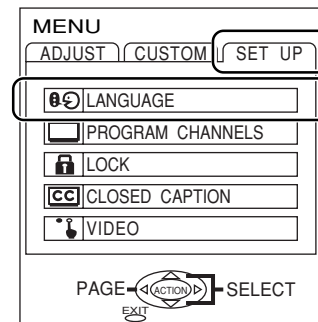 MENU
ADJUST CUSTOM SET UP
LANGUAGE
PROGRAM CHANNELS
LOCK
CC CLOSED CAPTION
VIDEO
PAGE ACTION SELECT
EXIT